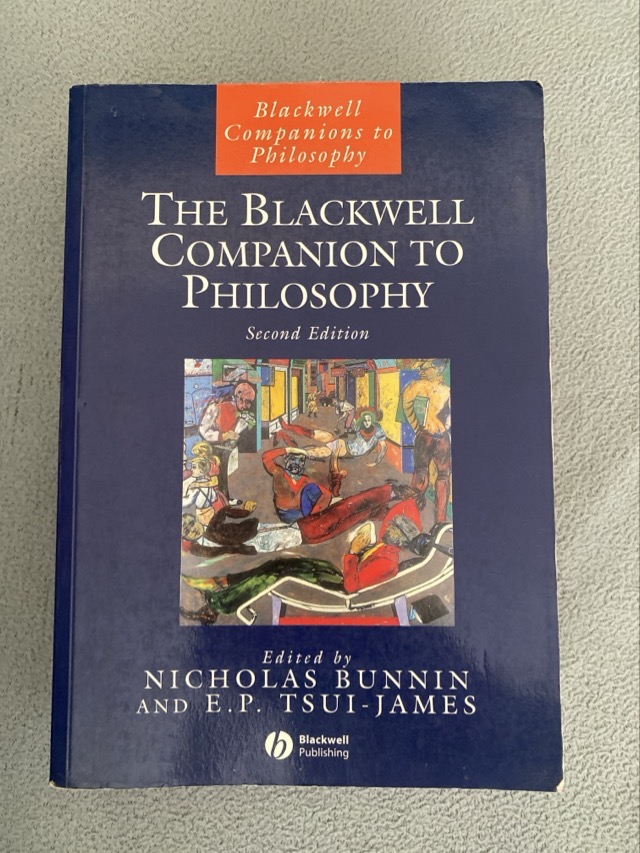 Blackwell
Companions to
Philosophy
THE BLACKWELL
COMPANION TO
PHILOSOPHY
Second Edition
Edited by
NICHOLAS BUNNIN
AND E.P. TSUI-JAMES
b Blackwell
Publishing